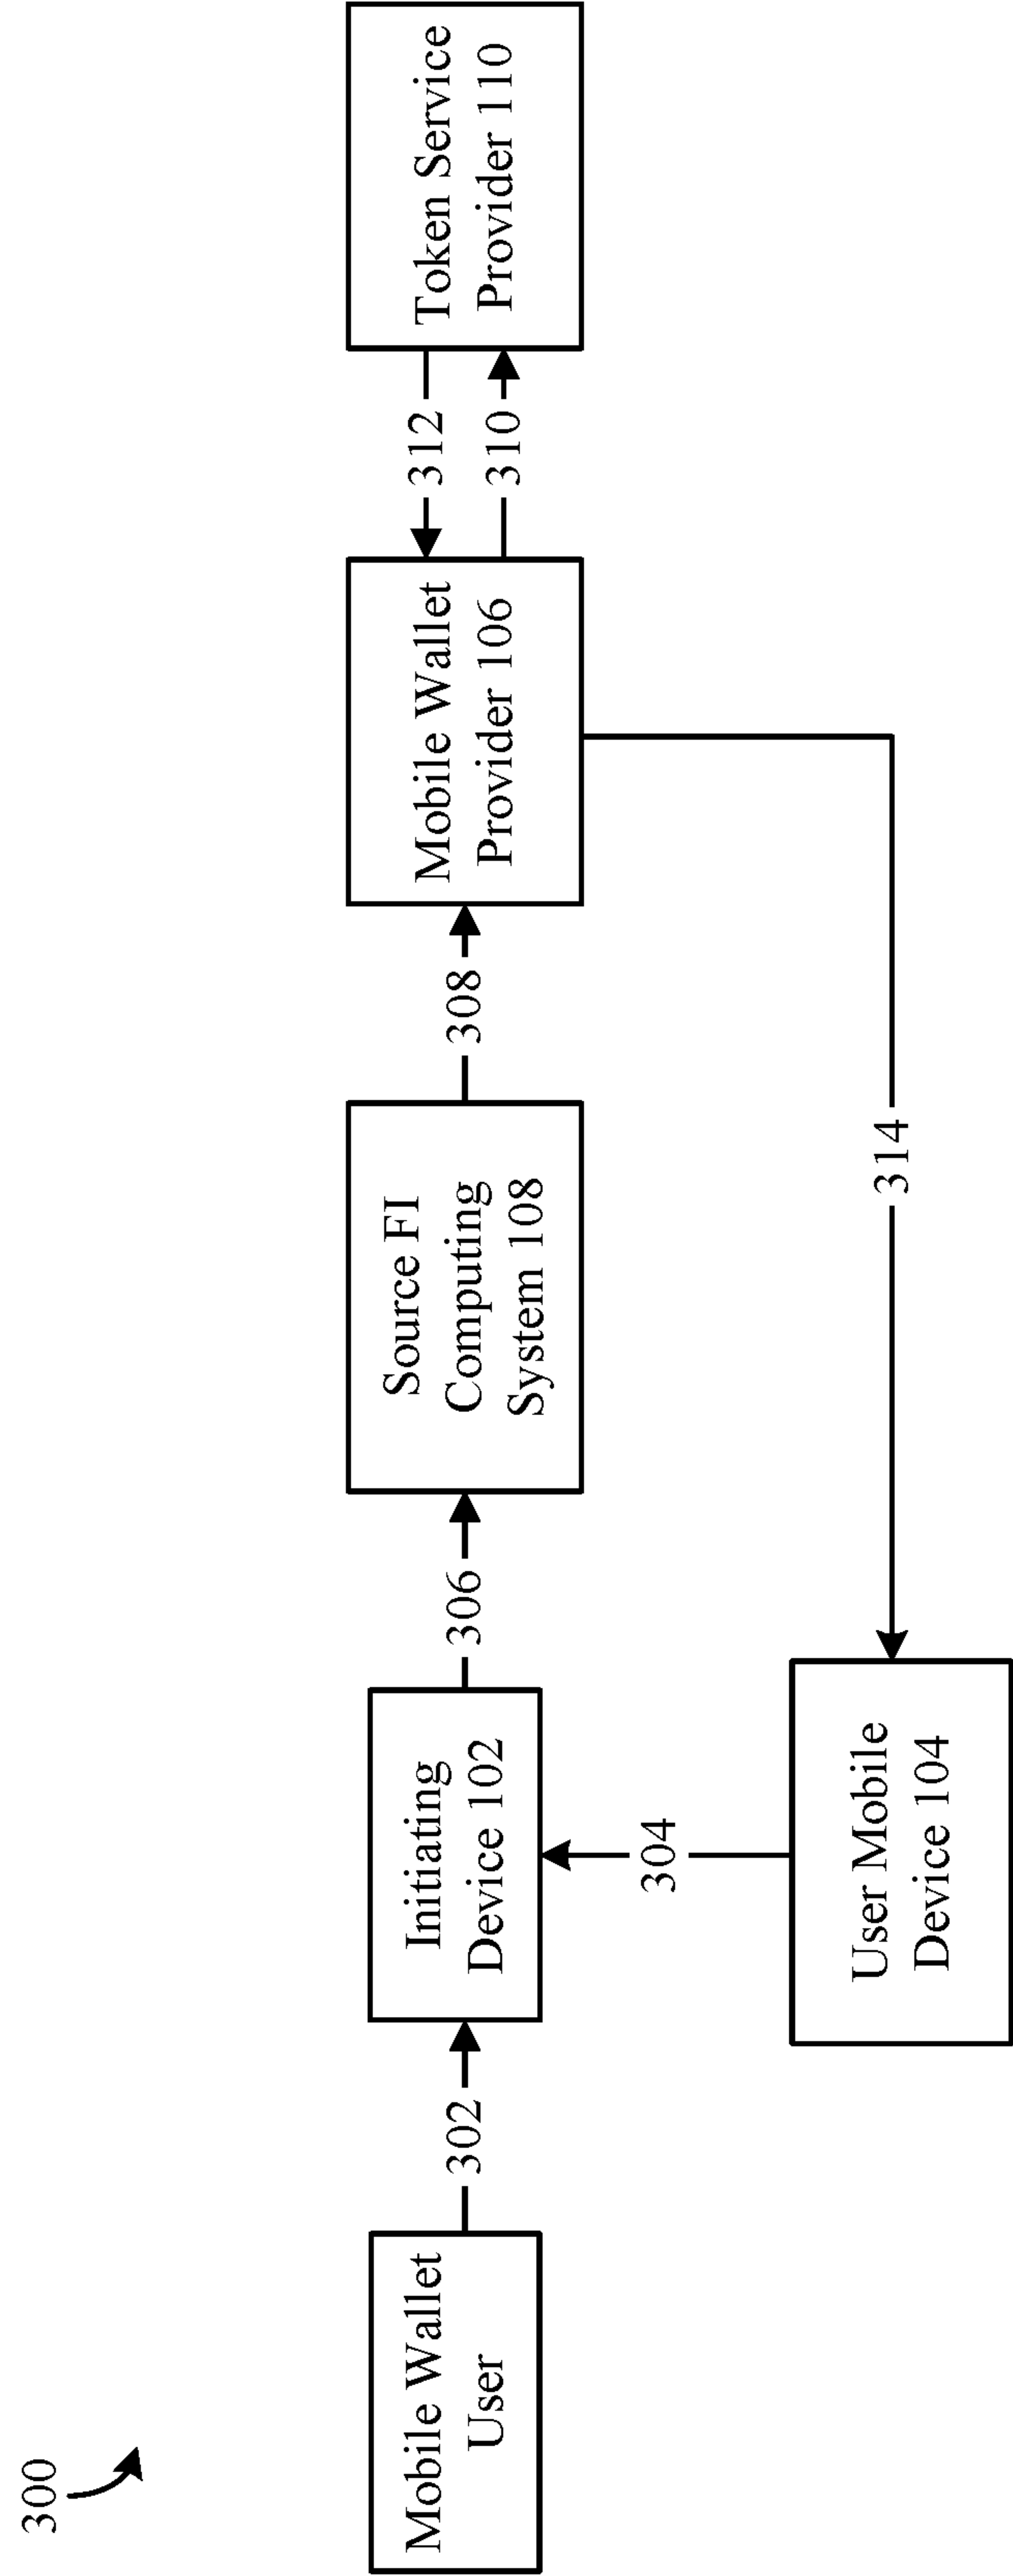 300
Mobile Wallet
User
302
Initiating
Device 102
304
User Mobile
Device 104
306
Source FI
Computing
System 108
308
Mobile Wallet
Provider 106
312
310
Token Service
Provider 110
314